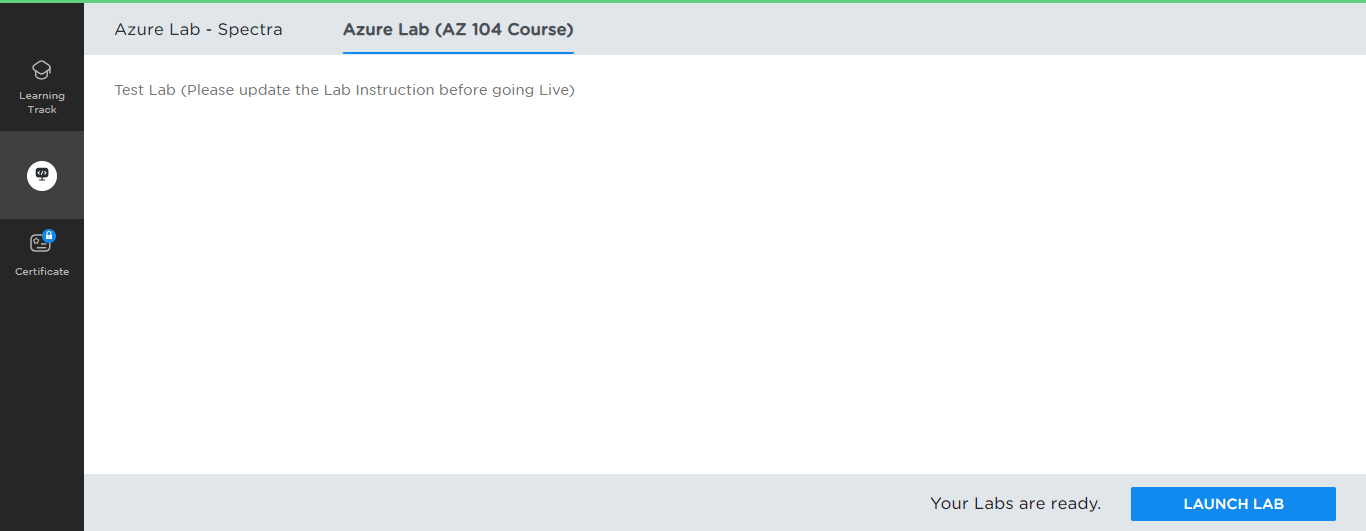 Azure Lab - Spectra
Azure Lab (AZ 104 Course)
Learning
Track
Certificate
Test Lab (Please update the Lab Instruction before going Live)
Your Labs are ready.
LAUNCH LAB